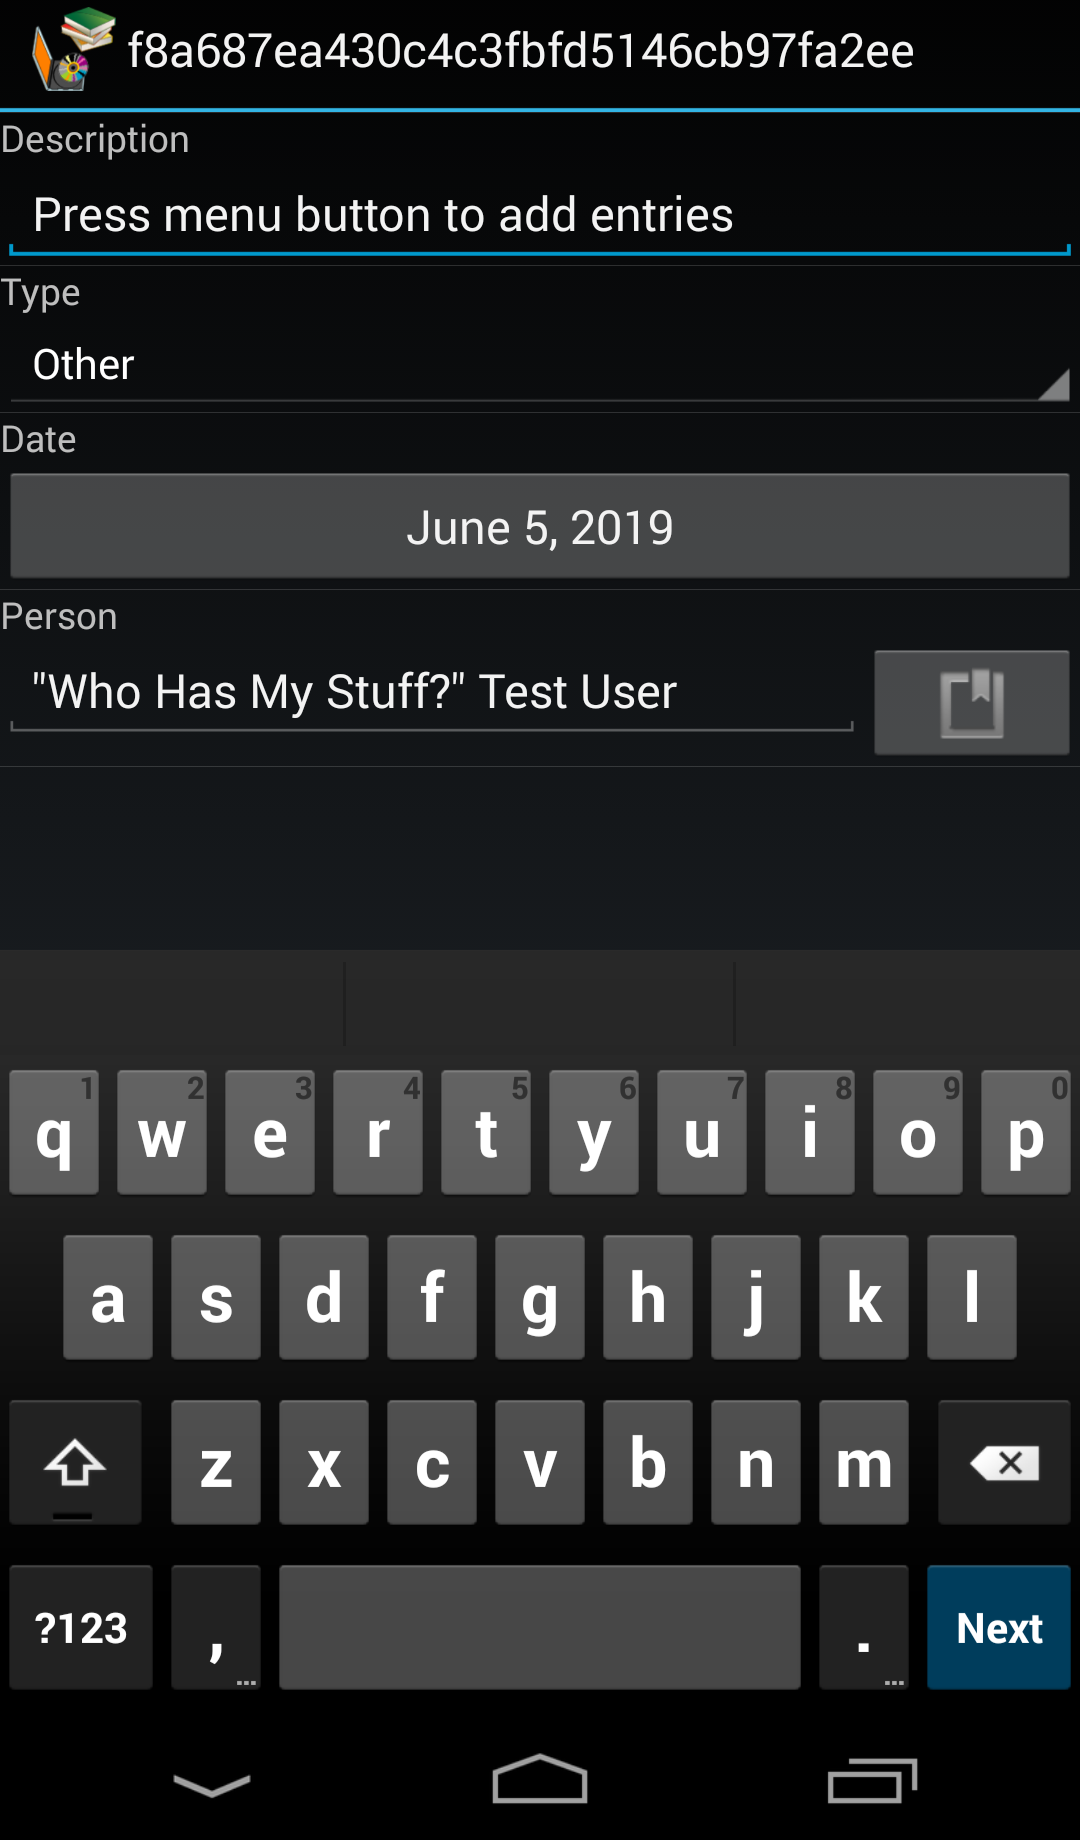 f8a687ea430c4c3fbfd5146cb97fa2ee
Description
Press menu button to add entries
Type
Other
Date
June 5, 2019
Person
"Who Has My Stuff?" Test User
1 2 3 4 5 6 7 8 9 0
q w e r t y u i o p
a s d f g h j k l
z x c v b n m
?123 , ... . ... Next